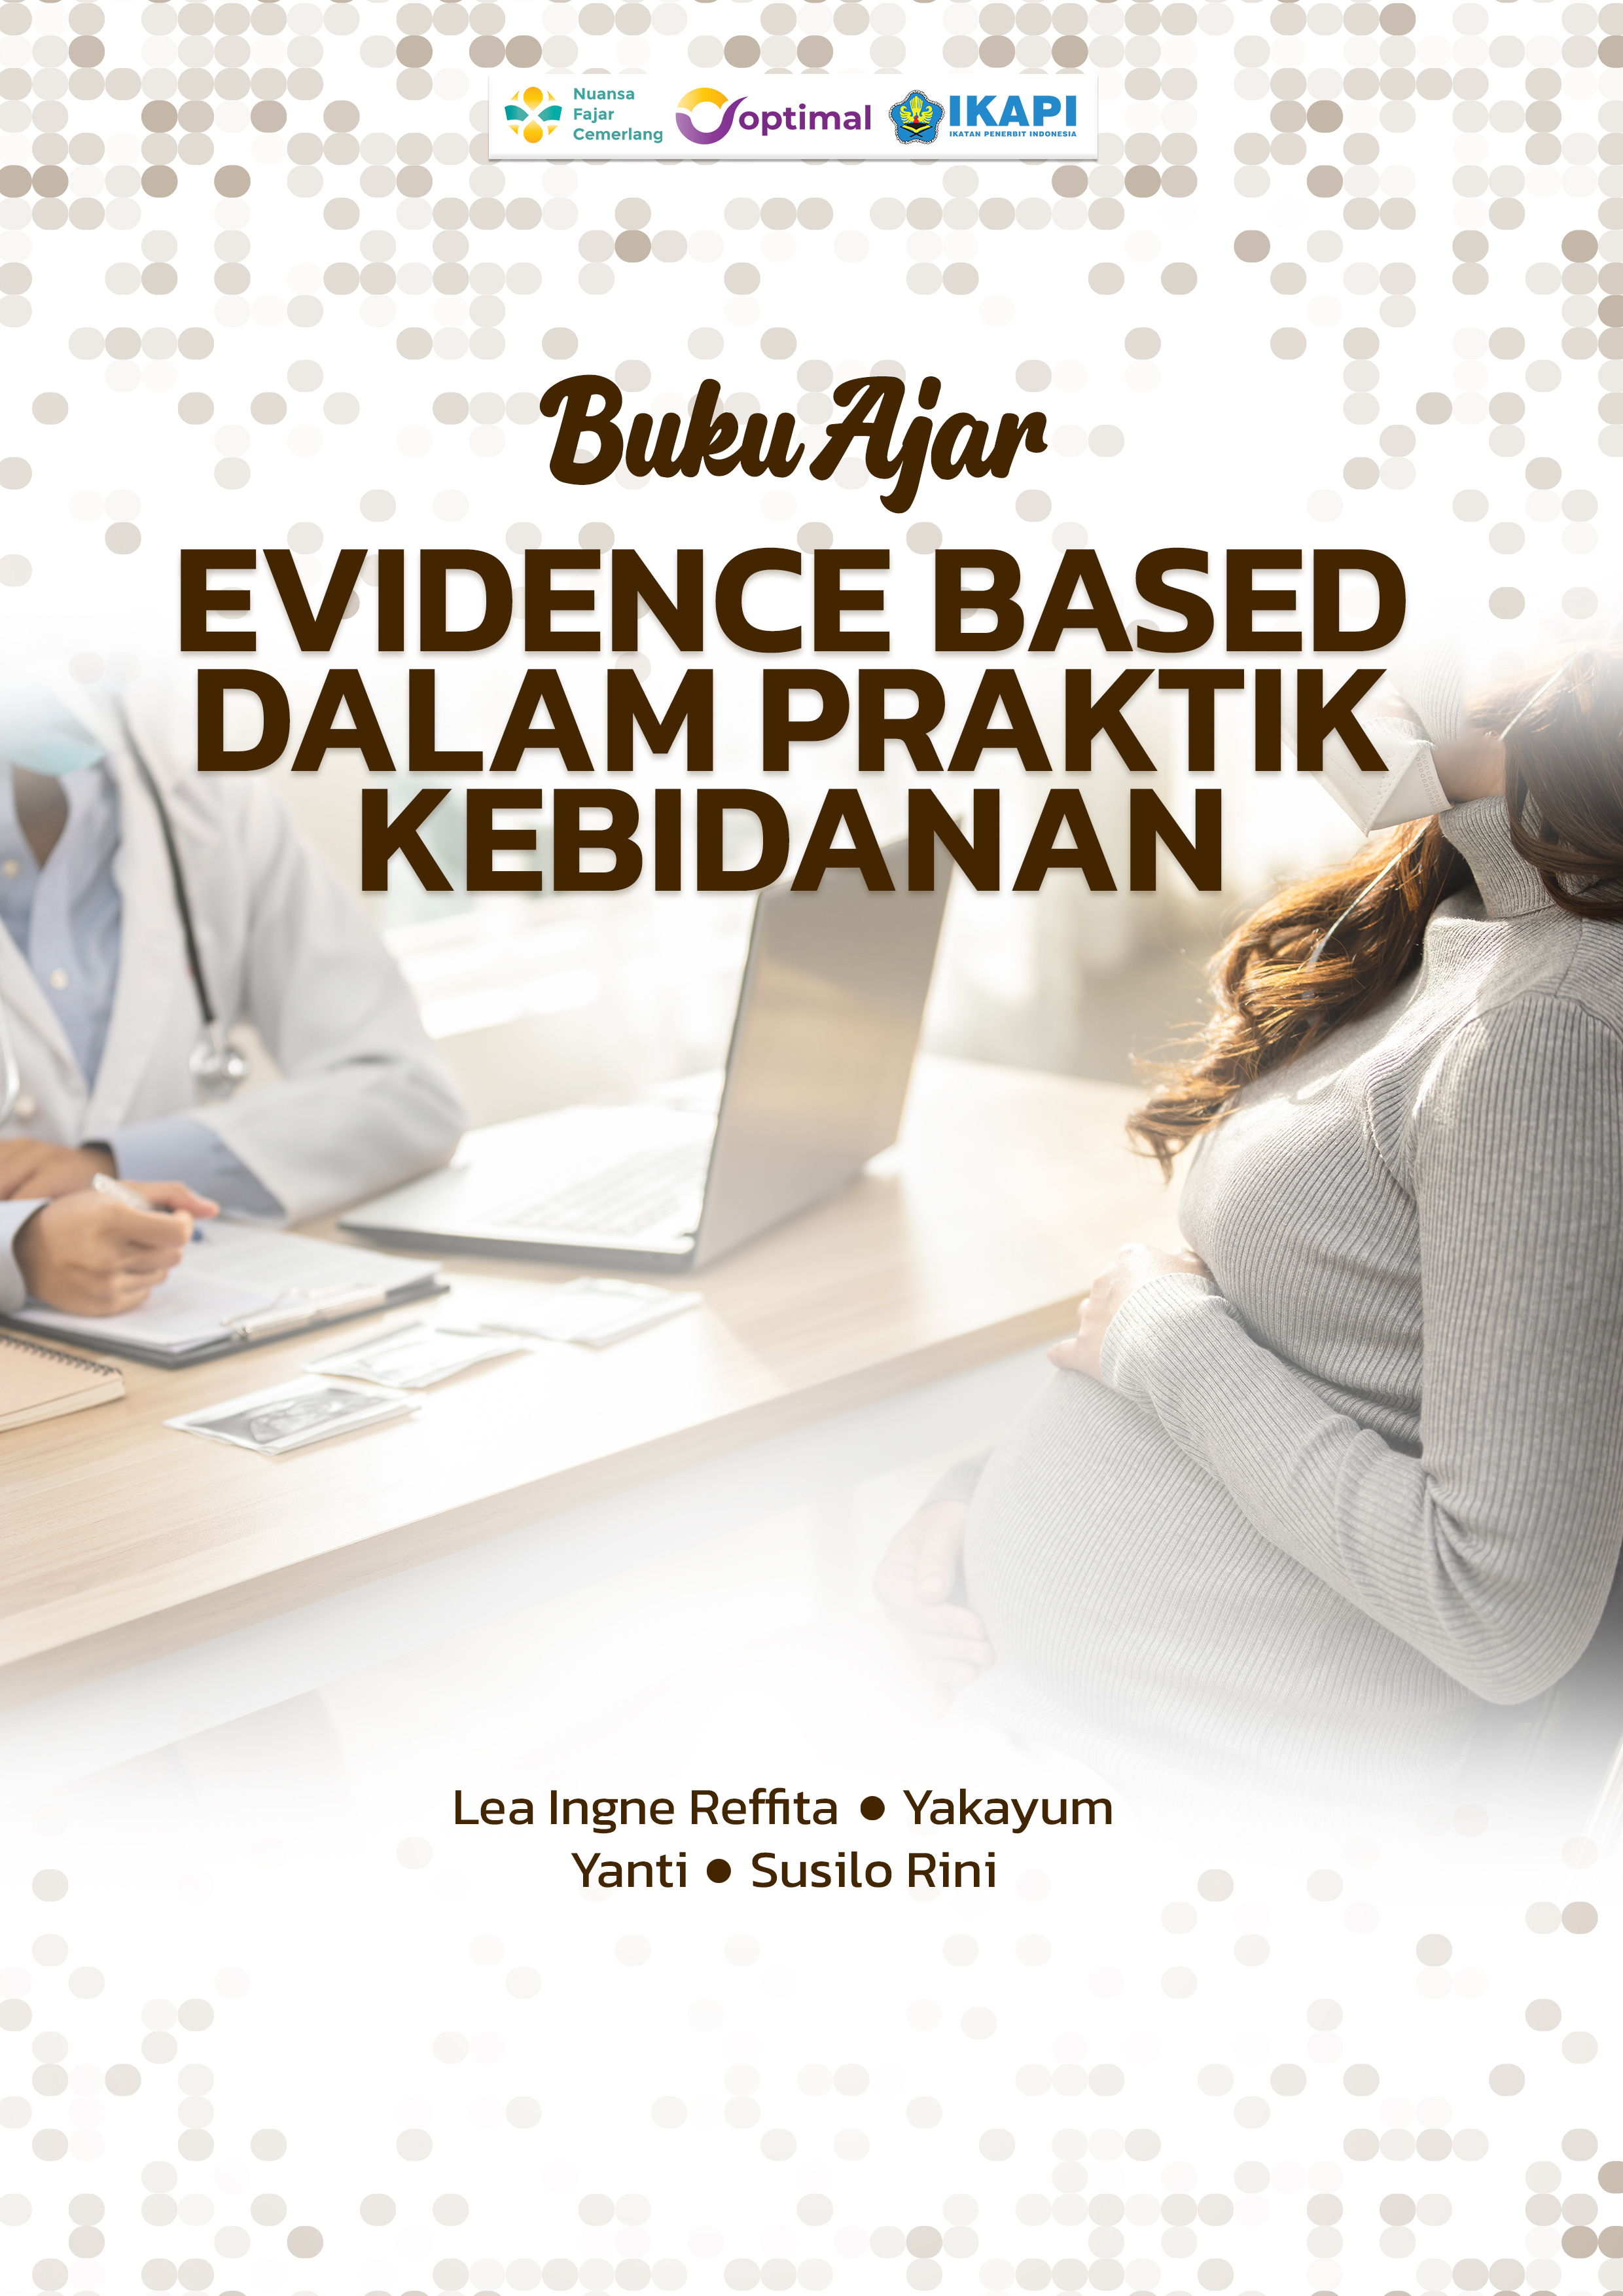 Nuansa
Fajar
Cemerlang
optimal
IKAPI
IKATAN PENERBIT INDONESIA
Buku Ajar
EVIDENCE BASED
DALAM PRAKTIK
KEBIDANAN
Lea Ingne Reffita ● Yakayum
Yanti ● Susilo Rini